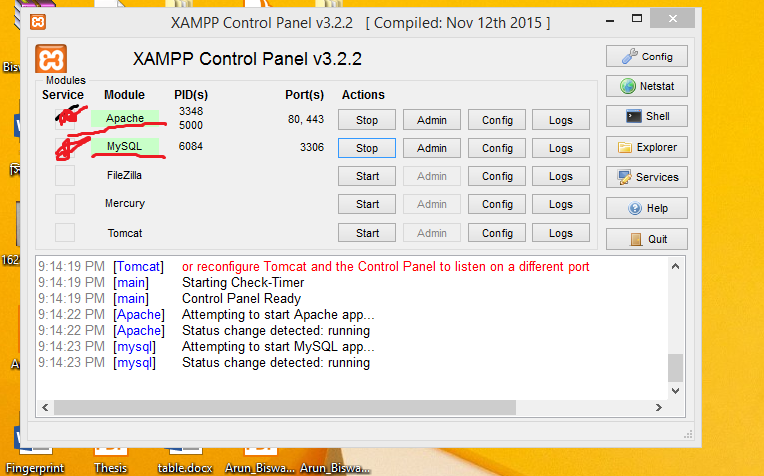 XAMPP Control Panel v3.2.2 [ Compiled: Nov 12th 2015 ]
XAMPP Control Panel v3.2.2
Config
Modules
Service Module PID(s) Port(s) Actions
Netstat
Apache 3348 5000 80, 443 Stop Admin Config Logs
Shell
MySQL 6084 3306 Stop Admin Config Logs
Explorer
FileZilla Start Admin Config Logs
Services
Mercury Start Admin Config Logs
Help
Tomcat Start Admin Config Logs
Quit
9:14:19 PM [Tomcat] or reconfigure Tomcat and the Control Panel to listen on a different port
9:14:19 PM [main] Starting Check-Timer
9:14:19 PM [main] Control Panel Ready
9:14:22 PM [Apache] Attempting to start Apache app...
9:14:22 PM [Apache] Status change detected: running
9:14:23 PM [mysql] Attempting to start MySQL app...
9:14:23 PM [mysql] Status change detected: running
Fingerprint Thesis table.docx Arun_Biswa... Arun_Biswa...